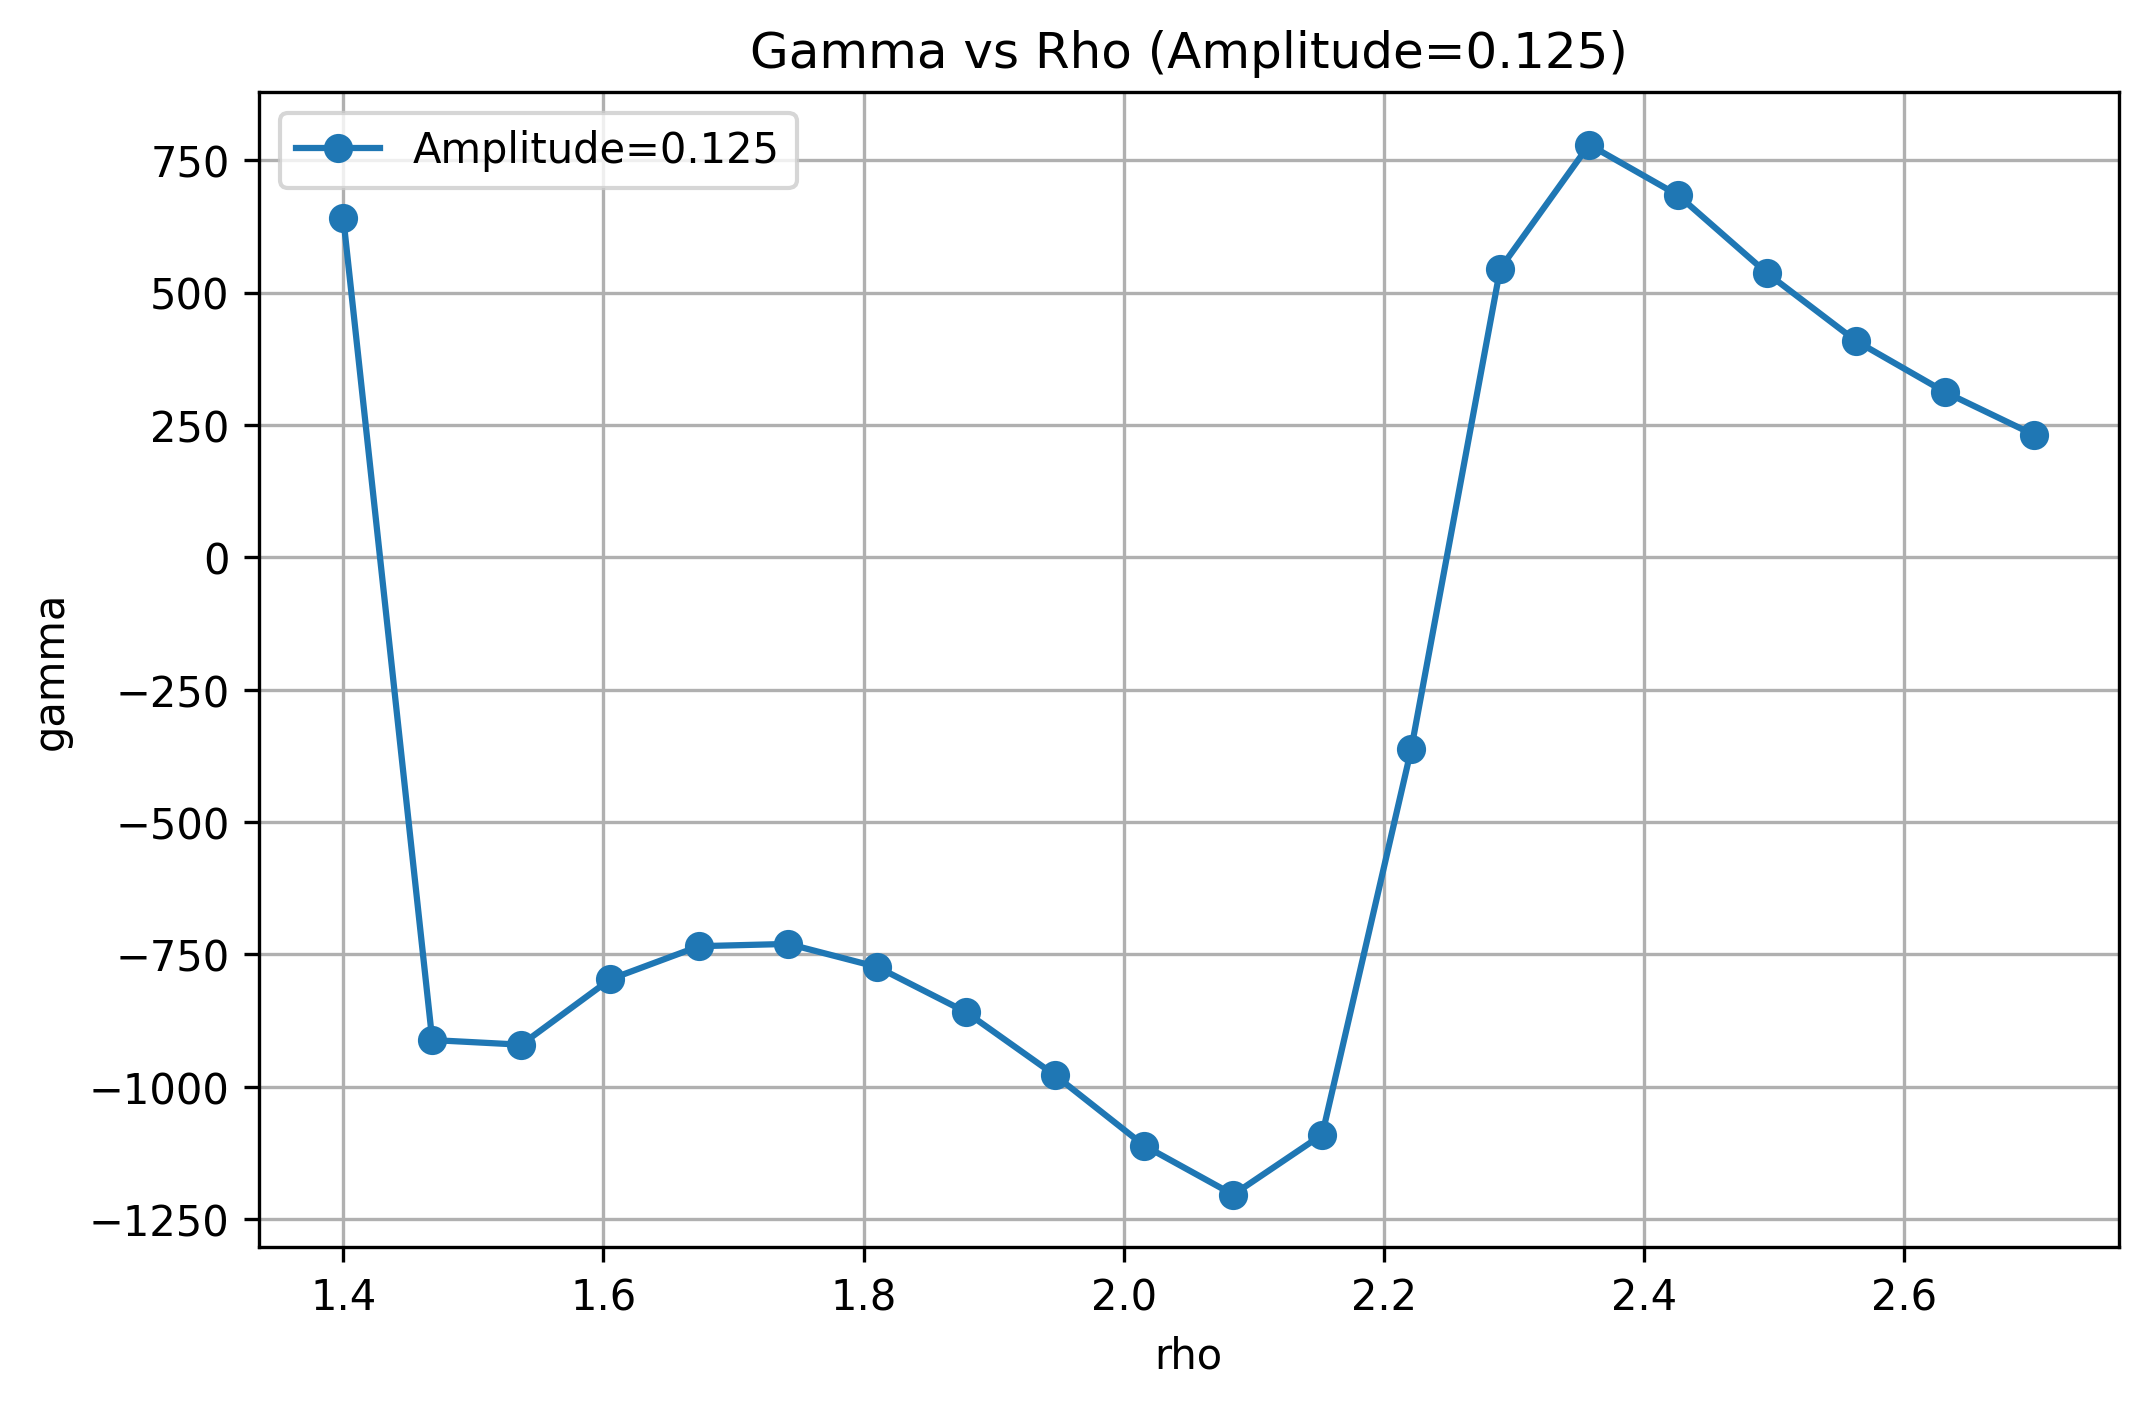 Gamma vs Rho (Amplitude=0.125)
Amplitude=0.125
750
500
250
0
−250
−500
−750
−1000
−1250
gamma
1.4 1.6 1.8 2.0 2.2 2.4 2.6
rho